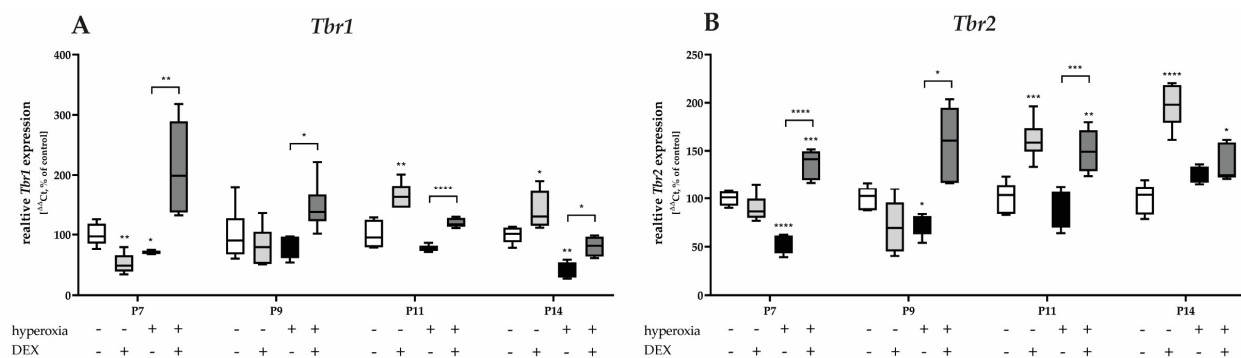 A
Tbr1
realtive Tbr1 expression
[ΔΔCt, % of control]
400
300
200
100
0
**
**
*
*
**
****
*
*
**
P7
P9
P11
P14
hyperoxia - - + + - - + + - - + + - - + +
DEX - + - + - + - + - + - + - + - +
B
Tbr2
realtive Tbr2 expression
[ΔΔCt, % of control]
250
200
150
100
50
0
****
***
****
*
*
***
***
**
****
*
P7
P9
P11
P14
hyperoxia - - + + - - + + - - + + - - + +
DEX - + - + - + - + - + - + - + - +